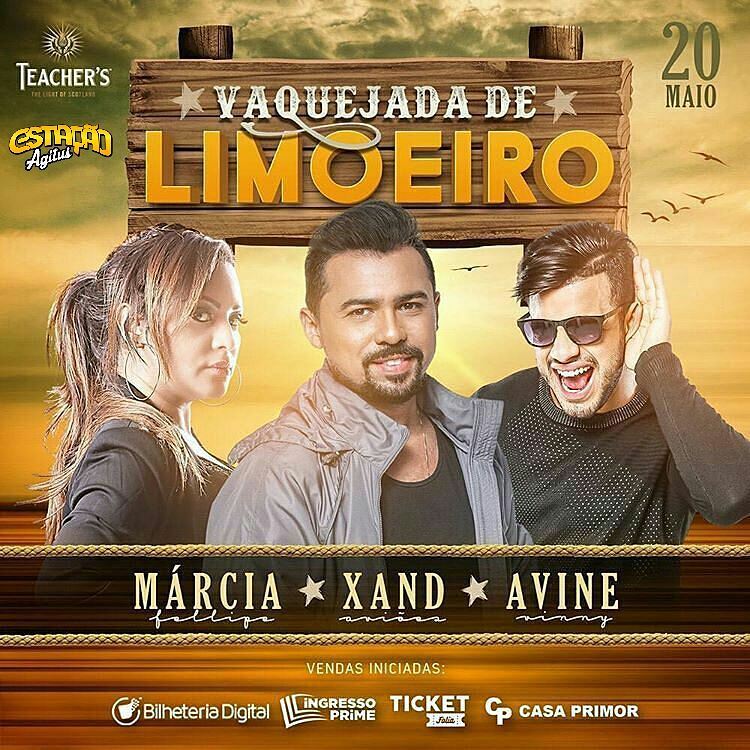 TEACHER'S
THE LIGHT OF SCOTLAND
ESTAÇÃO
Agitus
20
MAIO
VAQUEJADA DE
LIMOEIRO
MÁRCIA XAND AVINE
fellipe aviões vinny
VENDAS INICIADAS:
Bilheteria Digital INGRESSO PRIME TICKET folia CP CASA PRIMOR